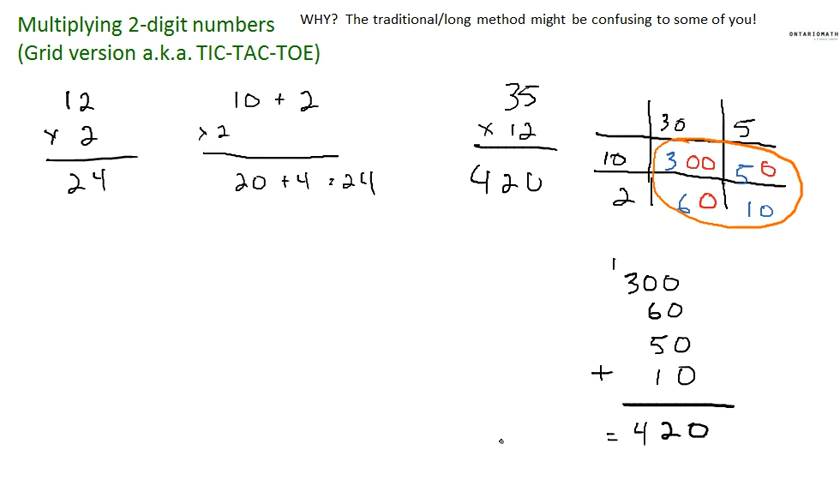 Multiplying 2-digit numbers
(Grid version a.k.a. TIC-TAC-TOE)
WHY? The traditional/long method might be confusing to some of you!
ONTARIOMATH
12
x 2
24
10 + 2
x 2
20 + 4 = 24
35
x 12
420
30 5
10 300 50
2 60 10
1
300
60
50
+ 10
= 420